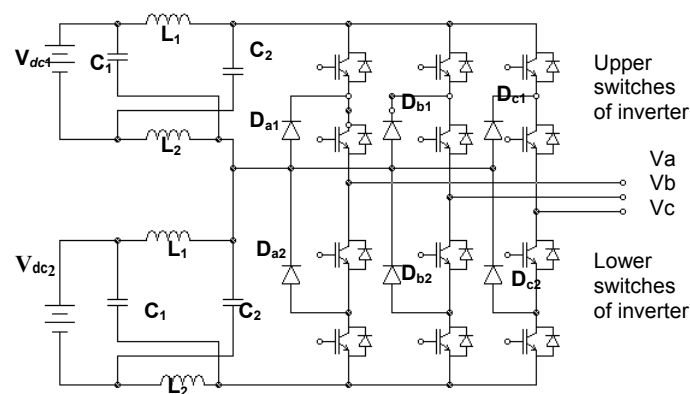 L1
Vdc1
C1
C2
L2
Da1
Db1
Dc1
Upper
switches
of inverter
Va
Vb
Vc
L1
Vdc2
C1
C2
L2
Da2
Db2
Dc2
Lower
switches
of inverter